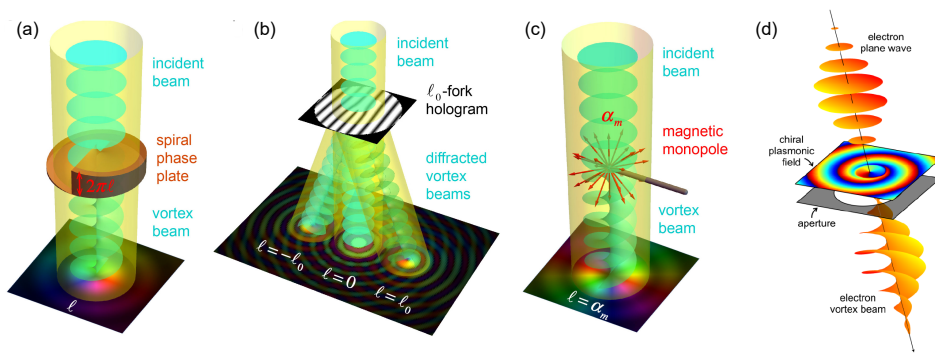 (a)
incident
beam
spiral
phase
plate
2πℓ
vortex
beam
ℓ
(b)
incident
beam
ℓ₀-fork
hologram
diffracted
vortex
beams
ℓ=-ℓ₀
ℓ=0
ℓ=ℓ₀
(c)
incident
beam
αₘ
magnetic
monopole
vortex
beam
ℓ=αₘ
(d)
electron
plane wave
chiral
plasmonic
field
aperture
electron
vortex beam